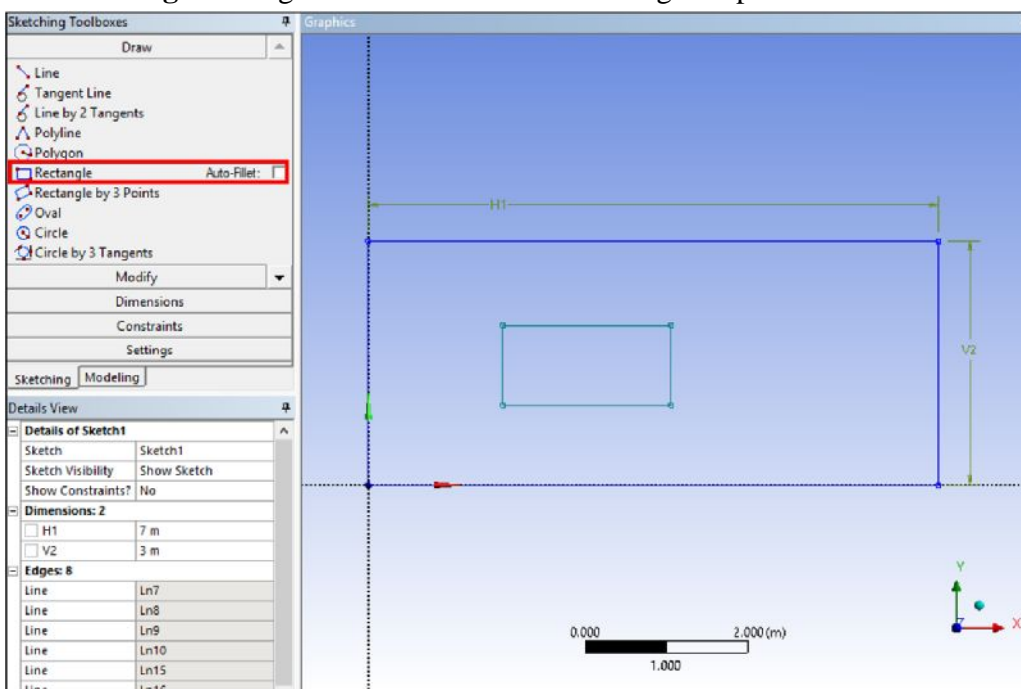 Sketching Toolboxes
Draw
Line
Tangent Line
Line by 2 Tangents
Polyline
Polygon
Rectangle Auto-Fillet:
Rectangle by 3 Points
Oval
Circle
Circle by 3 Tangents
Modify
Dimensions
Constraints
Settings
Sketching Modeling
Details View
Details of Sketch1
Sketch Sketch1
Sketch Visibility Show Sketch
Show Constraints? No
Dimensions: 2
H1 7 m
V2 3 m
Edges: 8
Line Ln7
Line Ln8
Line Ln9
Line Ln10
Line Ln15
Graphics
H1
V2
0.000 2.000 (m)
1.000
Y
X
Z